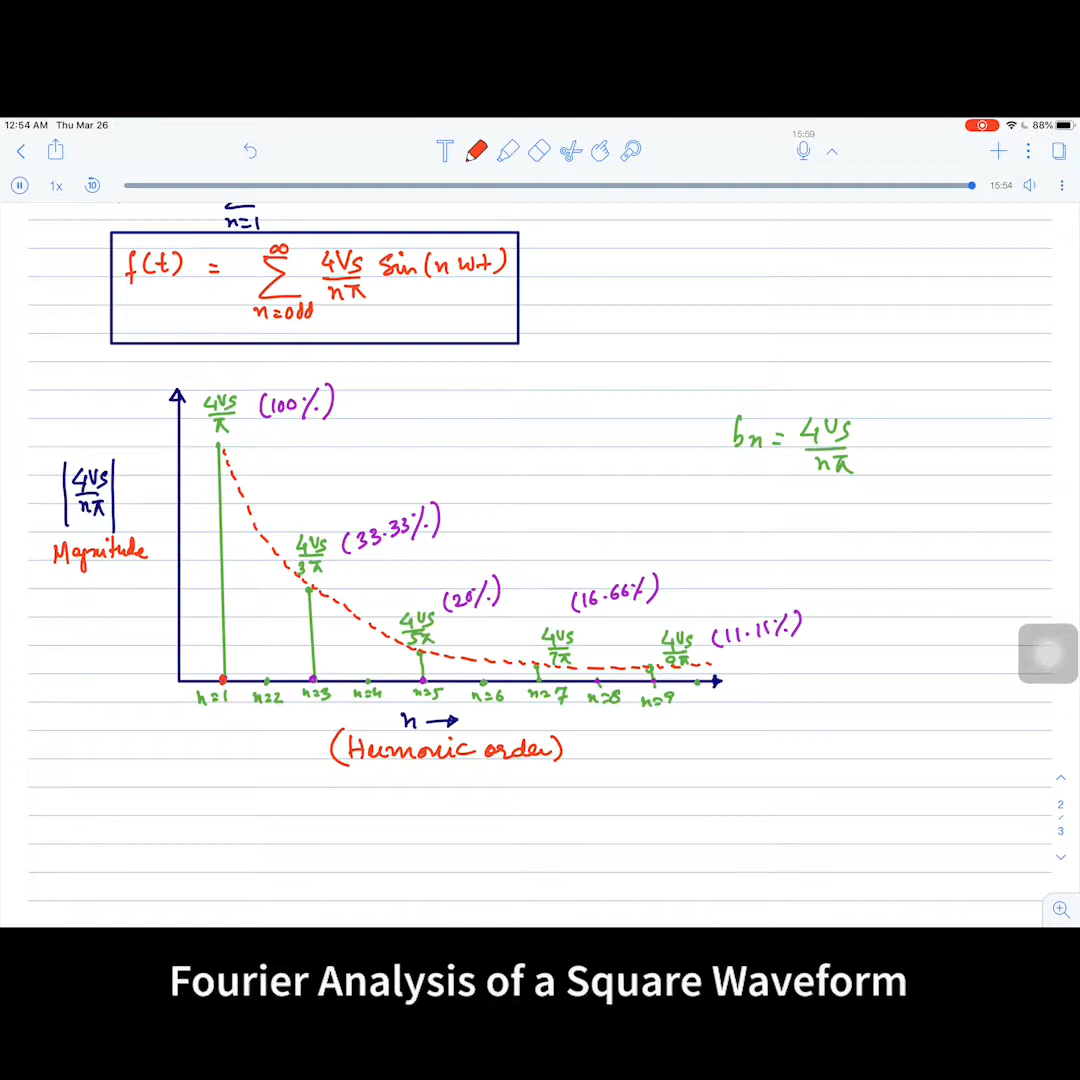 12:54 AM Thu Mar 26
88%
15:59
1x
10
15:54
n=1
f(t) = ∞ Σ n=odd 4Vs/nπ Sin(n wt)
4Vs/π (100%)
bn = 4Vs/nπ
|4Vs/nπ|
Magnitude
4Vs/3π (33.33%)
4Vs/5π (20%)
4Vs/7π (16.66%)
4Vs/9π (11.11%)
n=1 n=2 n=3 n=4 n=5 n=6 n=7 n=8 n=9
n →
(Hermonic order)
2
3
Fourier Analysis of a Square Waveform